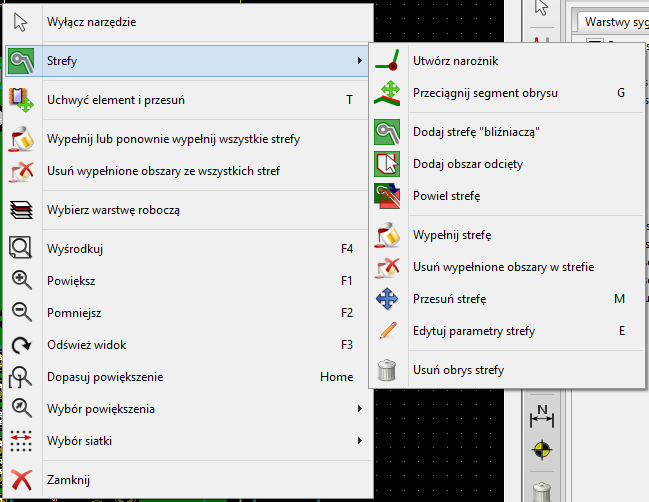 Wyłącz narzędzie
Strefy
Uchwyć element i przesuń T
Wypełnij lub ponownie wypełnij wszystkie strefy
Usuń wypełnione obszary ze wszystkich stref
Wybierz warstwę roboczą
Wyśrodkuj F4
Powiększ F1
Pomniejsz F2
Odśwież widok F3
Dopasuj powiększenie Home
Wybór powiększenia
Wybór siatki
Zamknij
Utwórz narożnik
Przeciągnij segment obrysu G
Dodaj strefę "bliźniaczą"
Dodaj obszar odcięty
Powiel strefę
Wypełnij strefę
Usuń wypełnione obszary w strefie
Przesuń strefę M
Edytuj parametry strefy E
Usuń obrys strefy
Warstwy syg
N